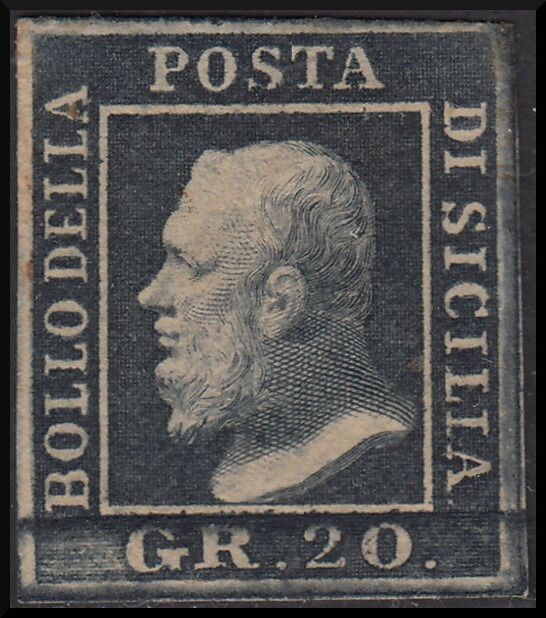 BOLLO DELLA
POSTA
DI SICILIA
GR. 20.